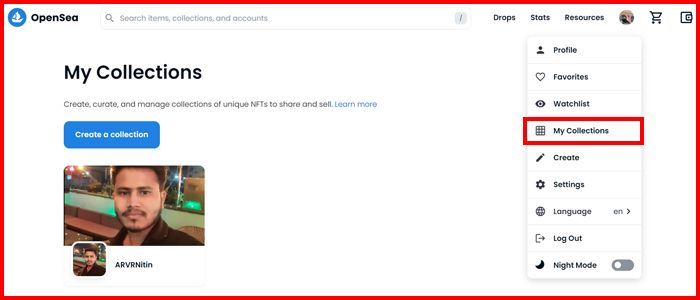 OpenSea
Search items, collections, and accounts
/
Drops
Stats
Resources
Profile
Favorites
Watchlist
My Collections
Create
Settings
Language
en
Log Out
Night Mode
My Collections
Create, curate, and manage collections of unique NFTs to share and sell. Learn more
Create a collection
ARVRNitin